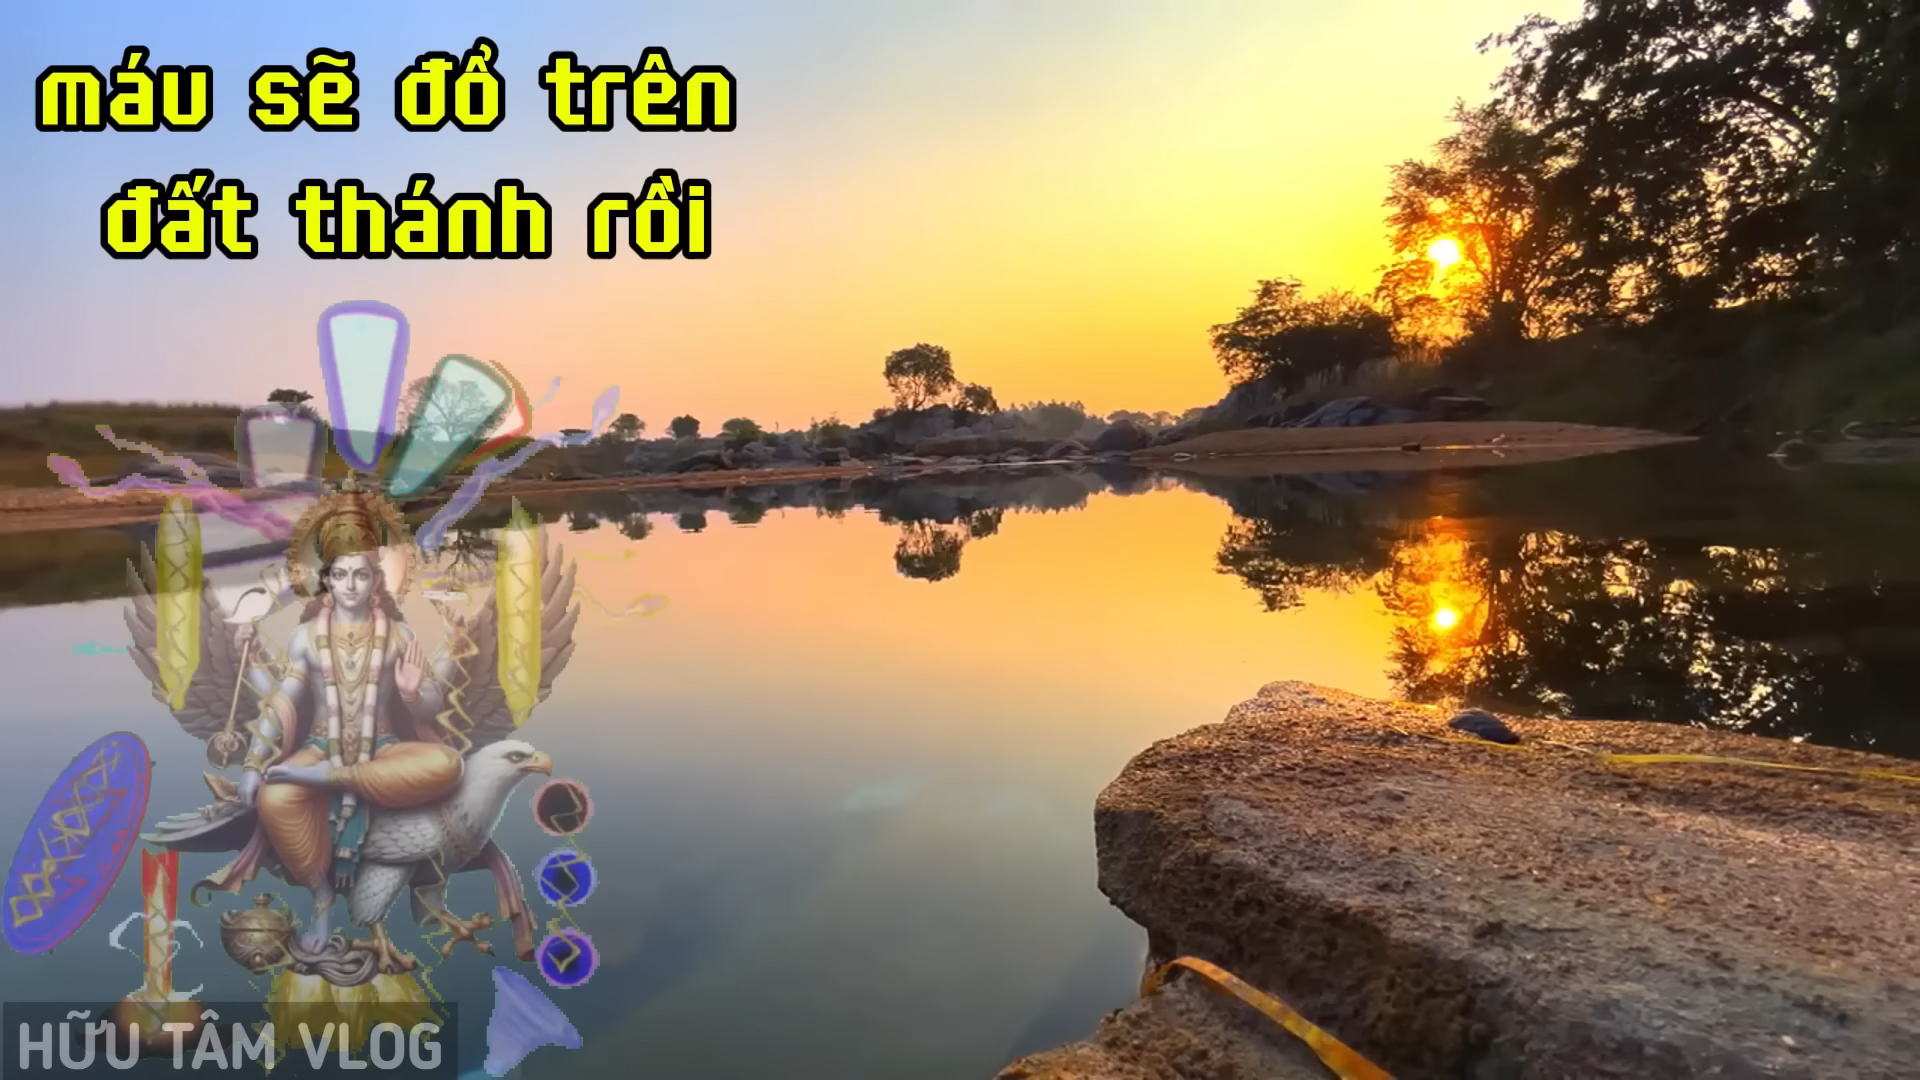 máu sẽ đổ trên
đất thánh rồi
HỮU TÂM VLOG